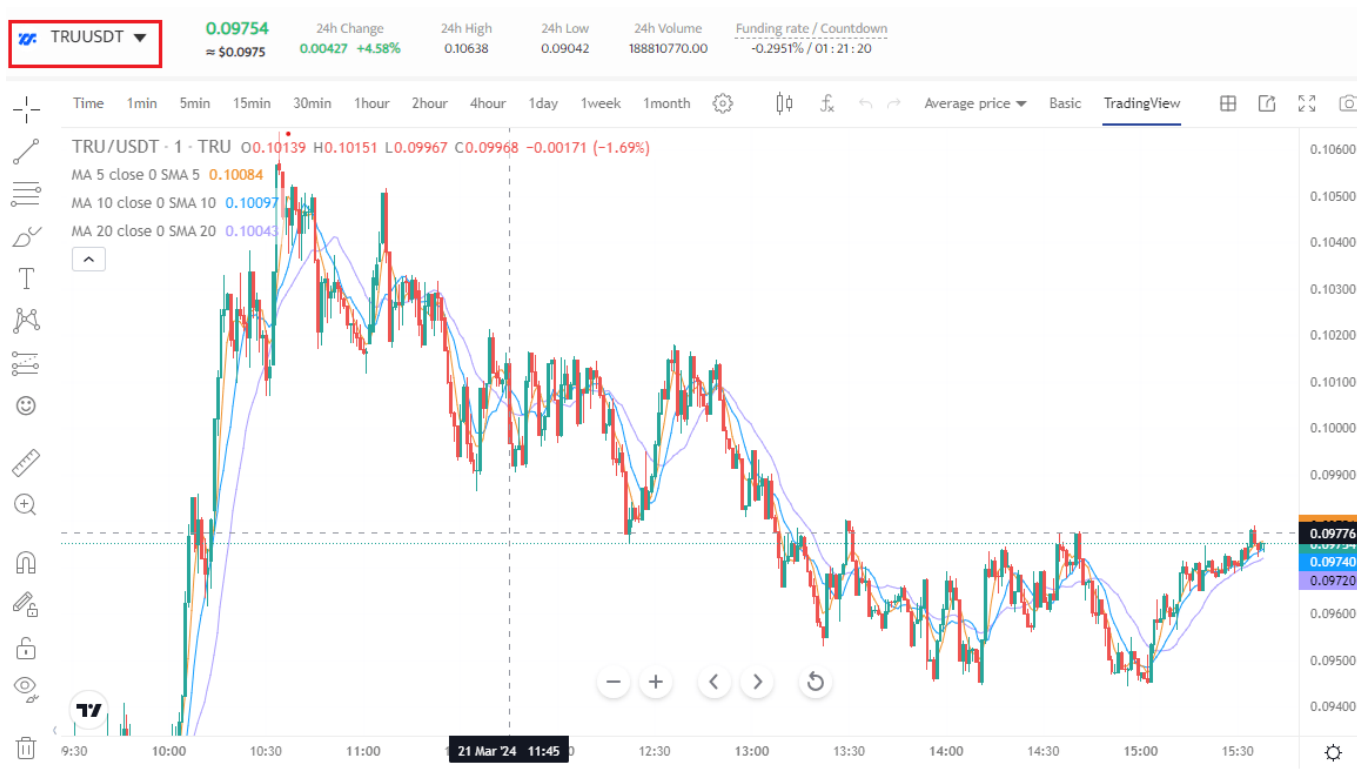 TRUUSDT
0.09754
≈ $0.0975
24h Change
0.00427 +4.58%
24h High
0.10638
24h Low
0.09042
24h Volume
188810770.00
Funding rate / Countdown
-0.2951% / 01 : 21 : 20
Time 1min 5min 15min 30min 1hour 2hour 4hour 1day 1week 1month Average price Basic TradingView
TRU/USDT · 1 · TRU O0.10139 H0.10151 L0.09967 C0.09968 −0.00171 (−1.69%)
MA 5 close 0 SMA 5 0.10084
MA 10 close 0 SMA 10 0.10097
MA 20 close 0 SMA 20 0.10043
0.10600
0.10500
0.10400
0.10300
0.10200
0.10100
0.10000
0.09900
0.09776
0.09754
0.09740
0.09720
0.09600
0.09500
0.09400
9:30 10:00 10:30 11:00 21 Mar '24 11:45 12:30 13:00 13:30 14:00 14:30 15:00 15:30